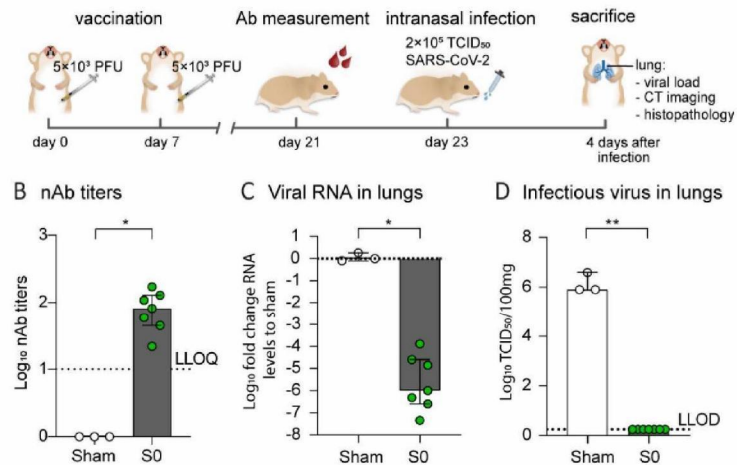 vaccination
Ab measurement
intranasal infection
sacrifice
5×10³ PFU
5×10³ PFU
2×10⁵ TCID₅₀
SARS-CoV-2
lung:
- viral load
- CT imaging
- histopathology
day 0
day 7
day 21
day 23
4 days after
infection
B nAb titers
C Viral RNA in lungs
D Infectious virus in lungs
*
*
**
Log₁₀ nAb titers
3
2
1
0
LLOQ
Sham
S0
Log₁₀ fold change RNA
levels to sham
1
0
-1
-2
-3
-4
-5
-6
-7
-8
Sham
S0
Log₁₀ TCID₅₀/100mg
8
6
4
2
0
LLOD
Sham
S0